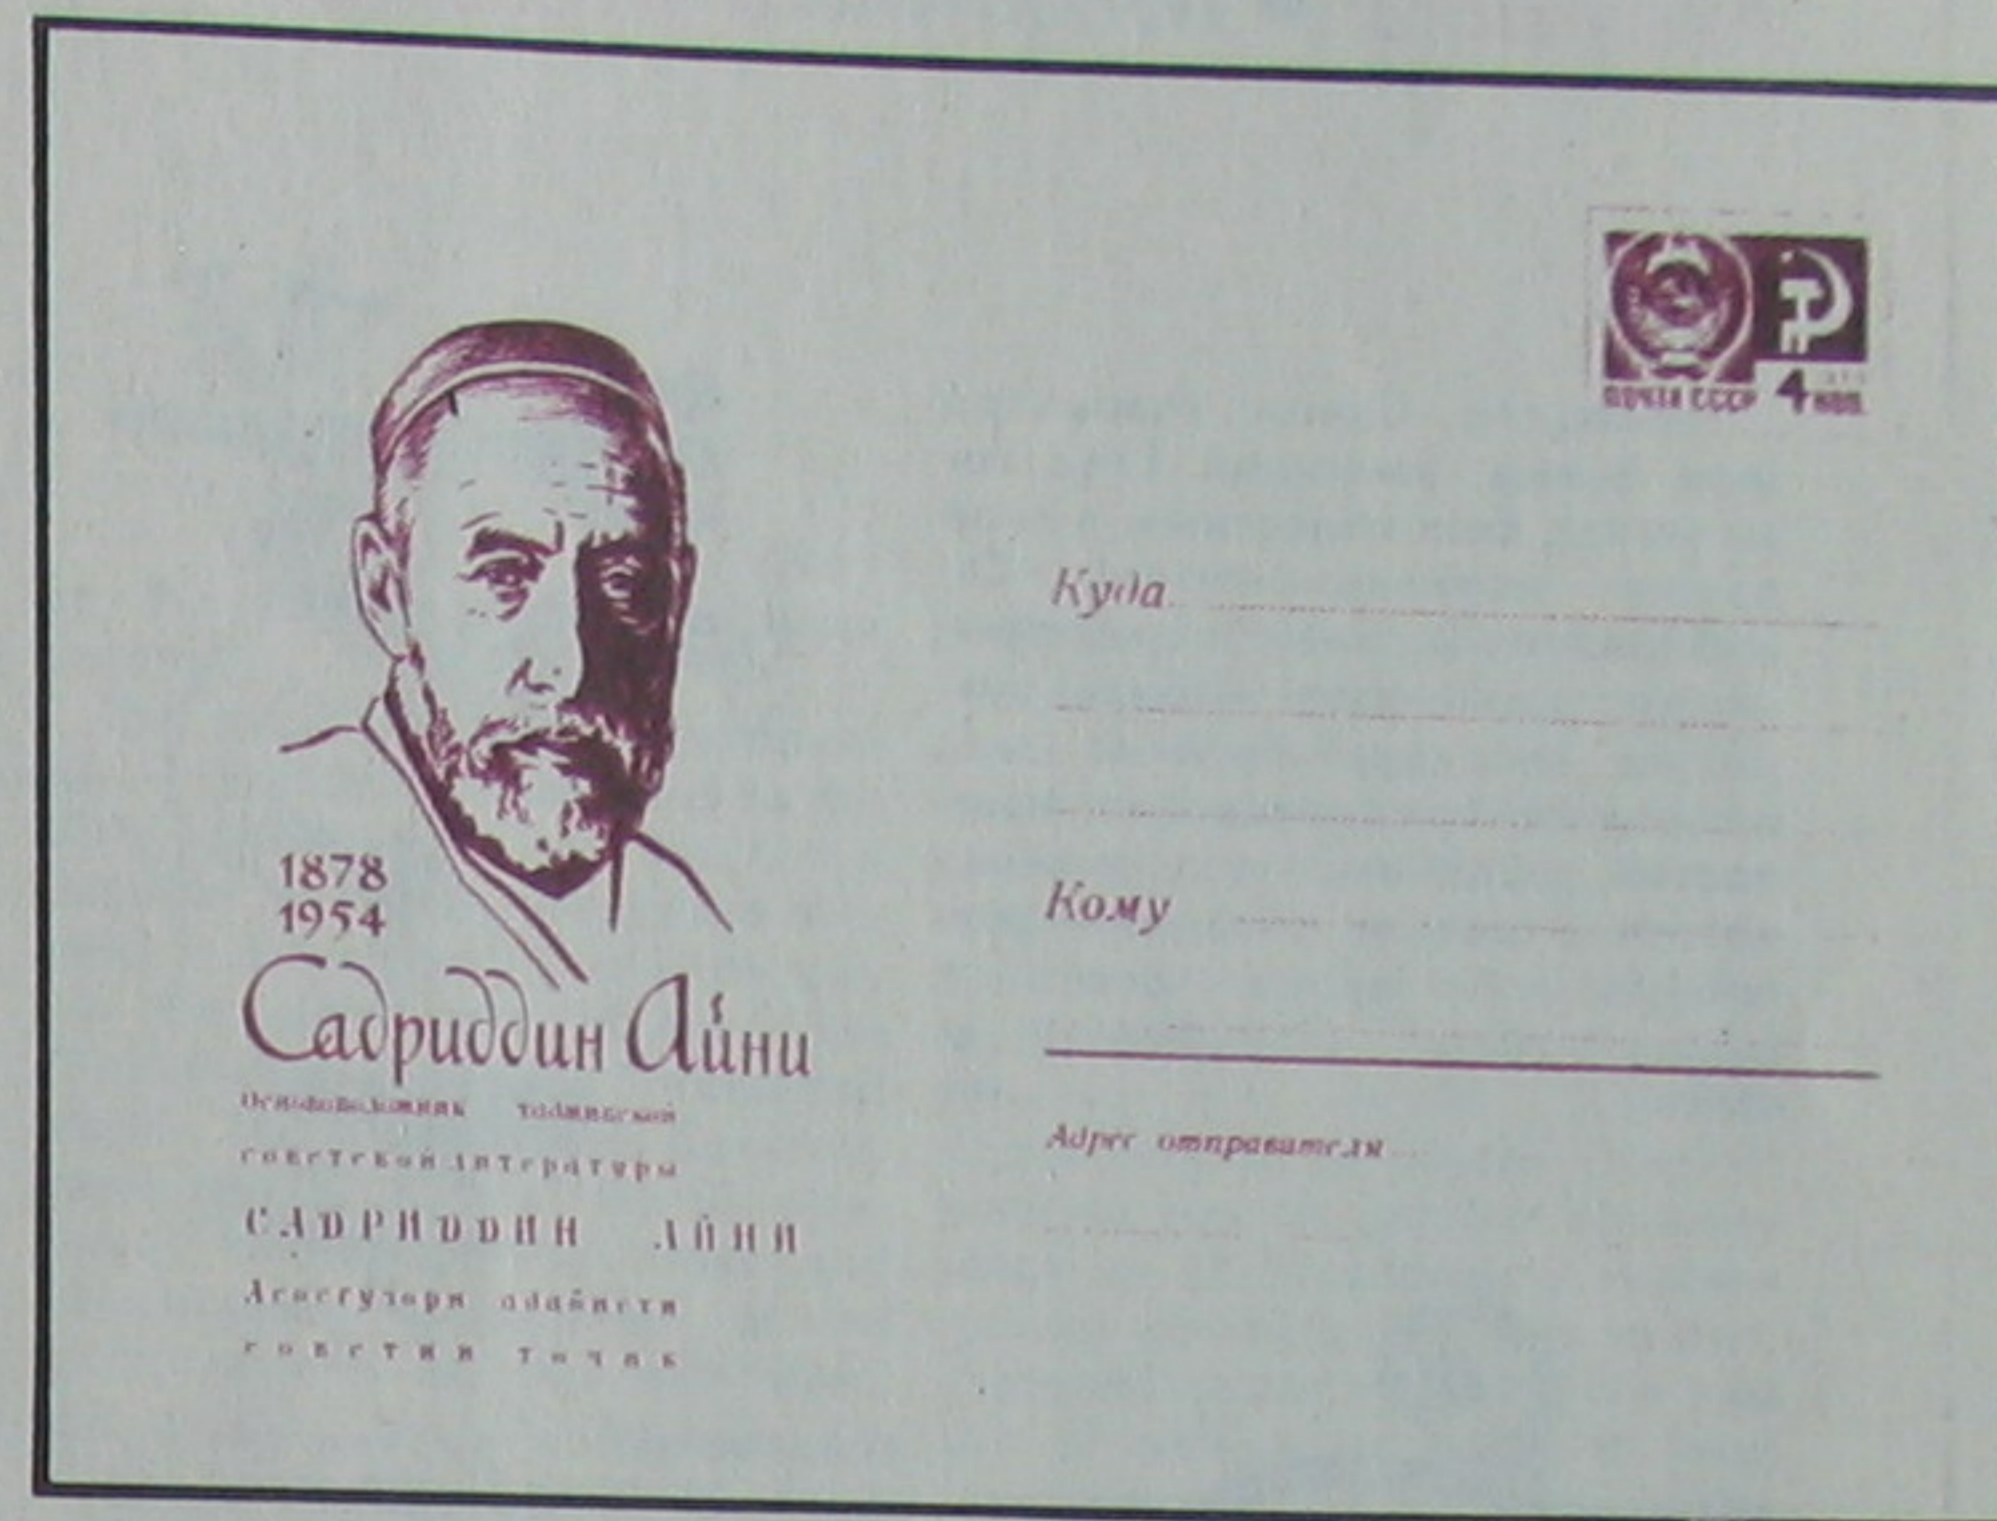 ПОЧТА СССР 4 коп.
Куда
Кому
1878
1954
Садриддин Айни
Основоположник таджикской
советской литературы
САДРИДДИН АЙНИ
Асосгузори адабиёти
советии тоҷик
Адрес отправителя